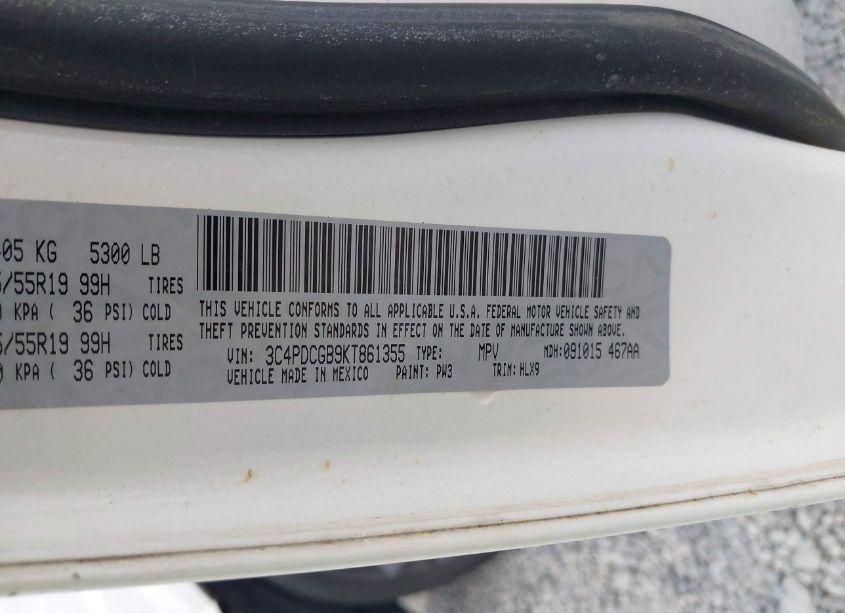 05 KG 5300 LB
/55R19 99H TIRES
KPA ( 36 PSI) COLD
/55R19 99H TIRES
KPA ( 36 PSI) COLD
THIS VEHICLE CONFORMS TO ALL APPLICABLE U.S.A. FEDERAL MOTOR VEHICLE SAFETY AND
THEFT PREVENTION STANDARDS IN EFFECT ON THE DATE OF MANUFACTURE SHOWN ABOVE.
VIN: 3C4PDCGB9KT861355 TYPE: MPV MDH:091015 467AA
VEHICLE MADE IN MEXICO PAINT: PW3 TRIM:HLX9